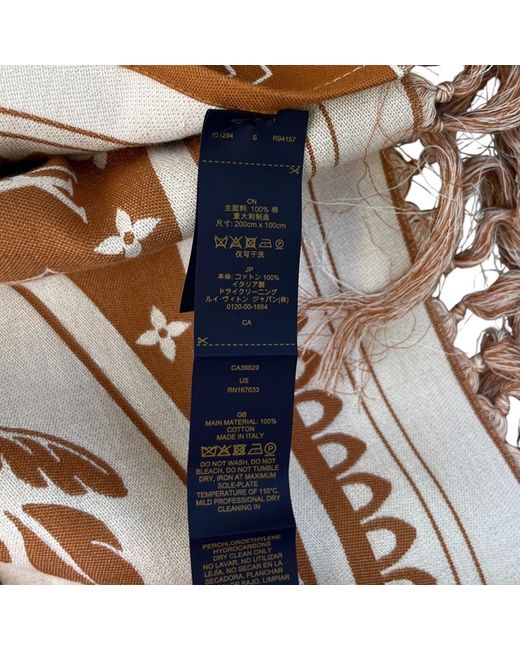 IS1294 S R94157
CN
主面料: 100% 棉
意大利制造
尺寸: 200cm x 100cm
仅可干洗
JP
本体: コットン 100%
イタリア製
ドライクリーニング
ルイ・ヴィトン ジャパン(株)
0120-00-1854
CA
CA36929
US
RN167033
GB
MAIN MATERIAL: 100%
COTTON
MADE IN ITALY
DO NOT WASH, DO NOT
BLEACH, DO NOT TUMBLE
DRY, IRON AT MAXIMUM
SOLE-PLATE
TEMPERATURE OF 110°C,
MILD PROFESSIONAL DRY
CLEANING IN
PERCHLOROETHYLENE
HYDROCARBONS
DRY CLEAN ONLY
NO LAVAR, NO UTILIZAR
LEJÍA, NO SECAR EN
SECADORA, PLANCHAR
BAJO, LIMPIAR